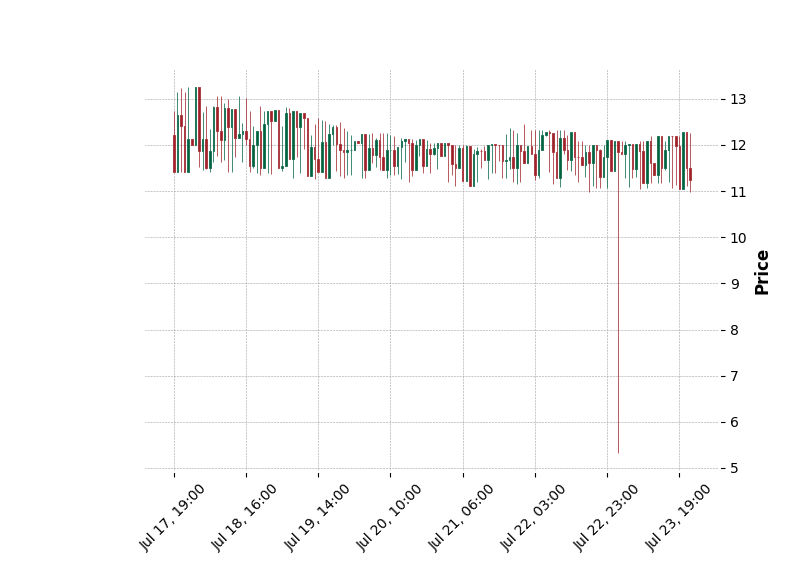 13
12
11
10
9
8
7
6
5
Price
Jul 17, 19:00
Jul 18, 16:00
Jul 19, 14:00
Jul 20, 10:00
Jul 21, 06:00
Jul 22, 03:00
Jul 22, 23:00
Jul 23, 19:00